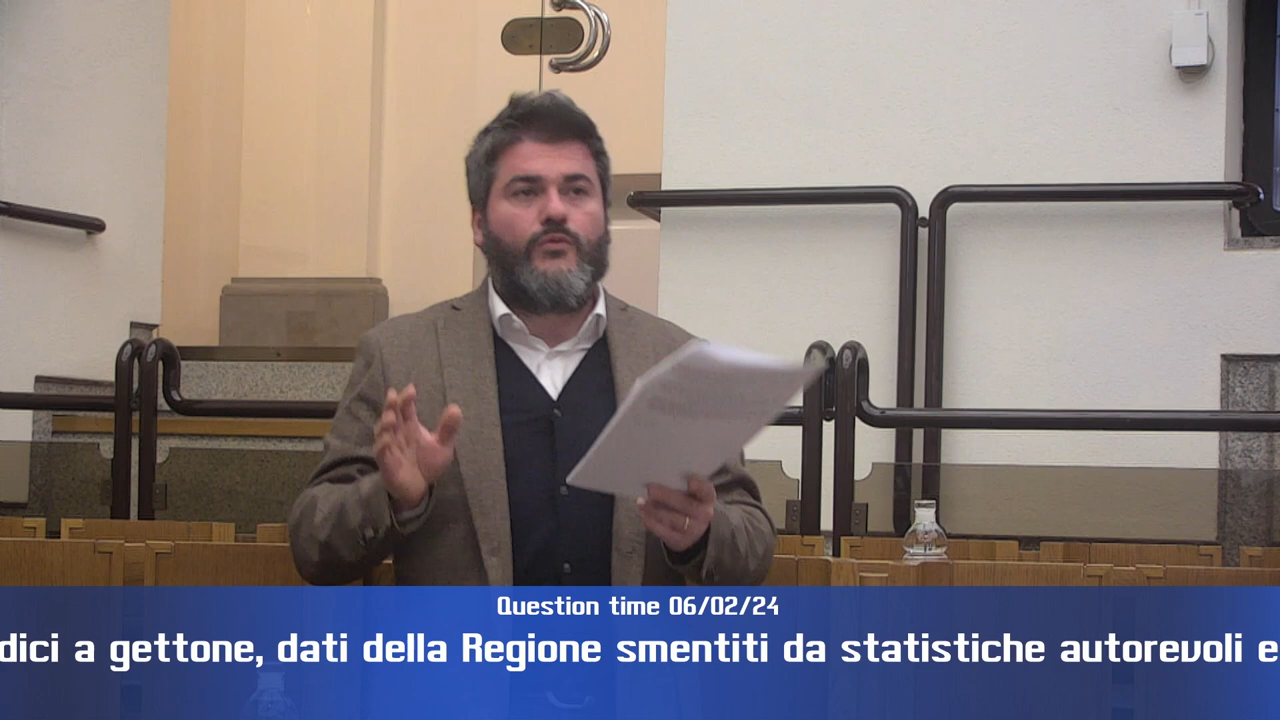 Question time 06/02/24
dici a gettone, dati della Regione smentiti da statistiche autorevoli e